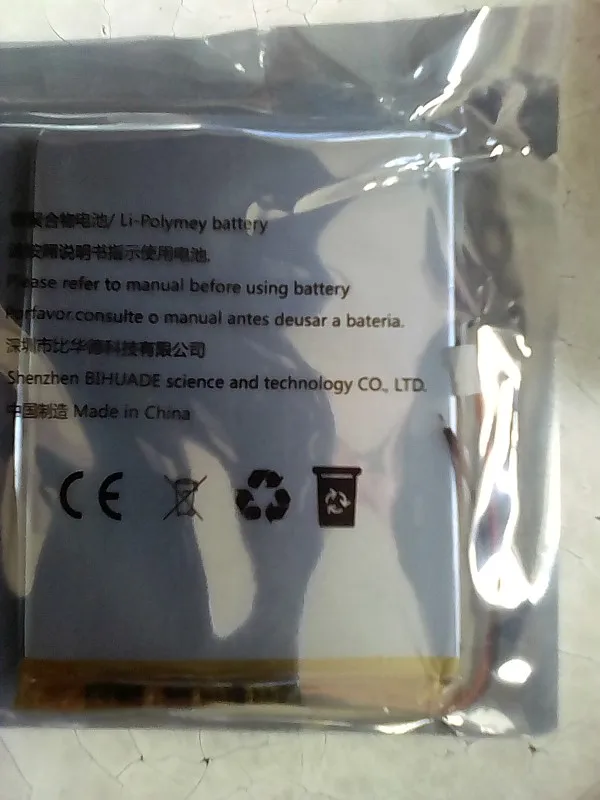 聚合物电池/ Li-Polymey battery
请按照说明书指示使用电池.
Please refer to manual before using battery
Porfavor.consulte o manual antes deusar a bateria.
深圳市比华德科技有限公司
Shenzhen BIHUADE science and technology CO., LTD.
中国制造 Made in China
CE